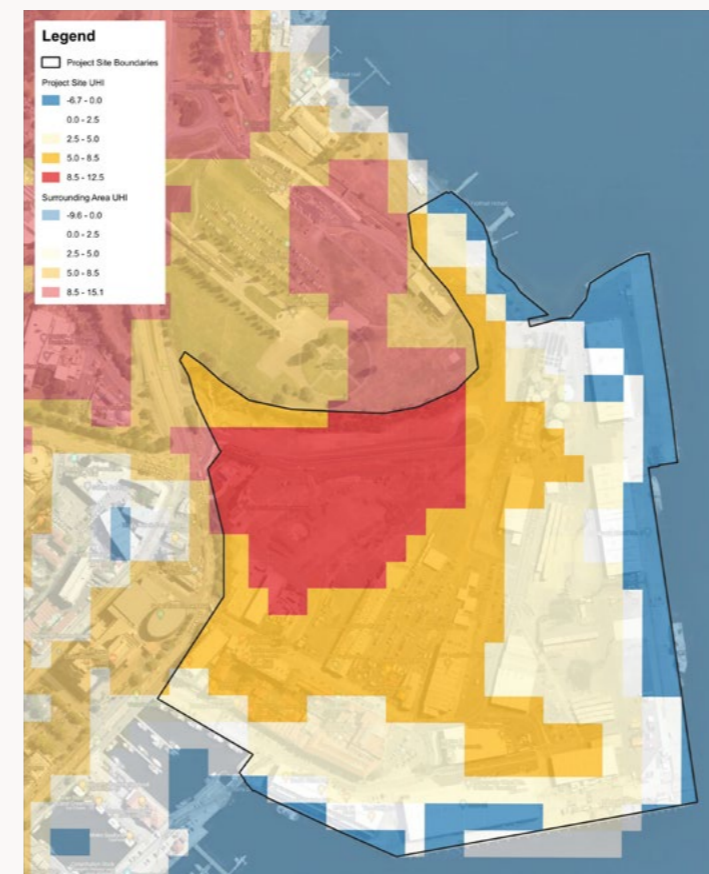 Legend
Project Site Boundaries
Project Site UHI
-6.7 - 0.0
0.0 - 2.5
2.5 - 5.0
5.0 - 8.5
8.5 - 12.5
Surrounding Area UHI
-9.6 - 0.0
0.0 - 2.5
2.5 - 5.0
5.0 - 8.5
8.5 - 15.1